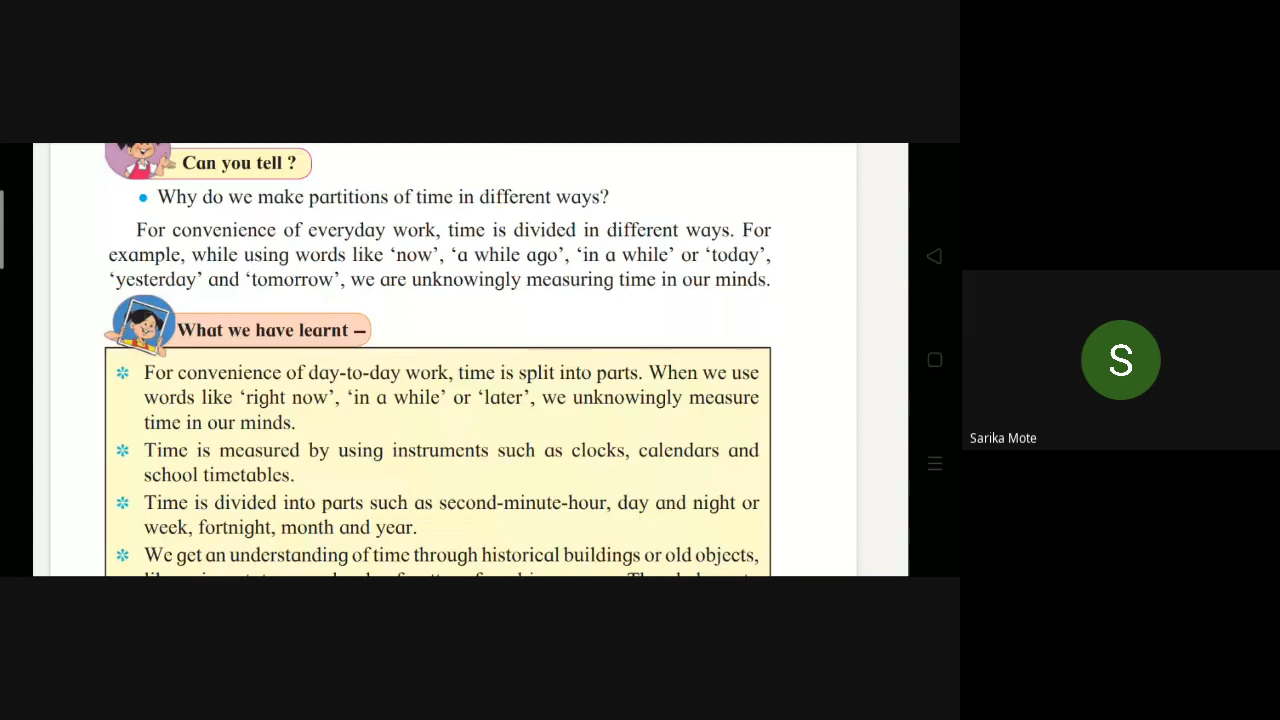 Can you tell ?
• Why do we make partitions of time in different ways?
For convenience of everyday work, time is divided in different ways. For
example, while using words like ‘now’, ‘a while ago’, ‘in a while’ or ‘today’,
‘yesterday’ and ‘tomorrow’, we are unknowingly measuring time in our minds.
What we have learnt –
✼ For convenience of day-to-day work, time is split into parts. When we use
words like ‘right now’, ‘in a while’ or ‘later’, we unknowingly measure
time in our minds.
✼ Time is measured by using instruments such as clocks, calendars and
school timetables.
✼ Time is divided into parts such as second-minute-hour, day and night or
week, fortnight, month and year.
✼ We get an understanding of time through historical buildings or old objects,
S
Sarika Mote